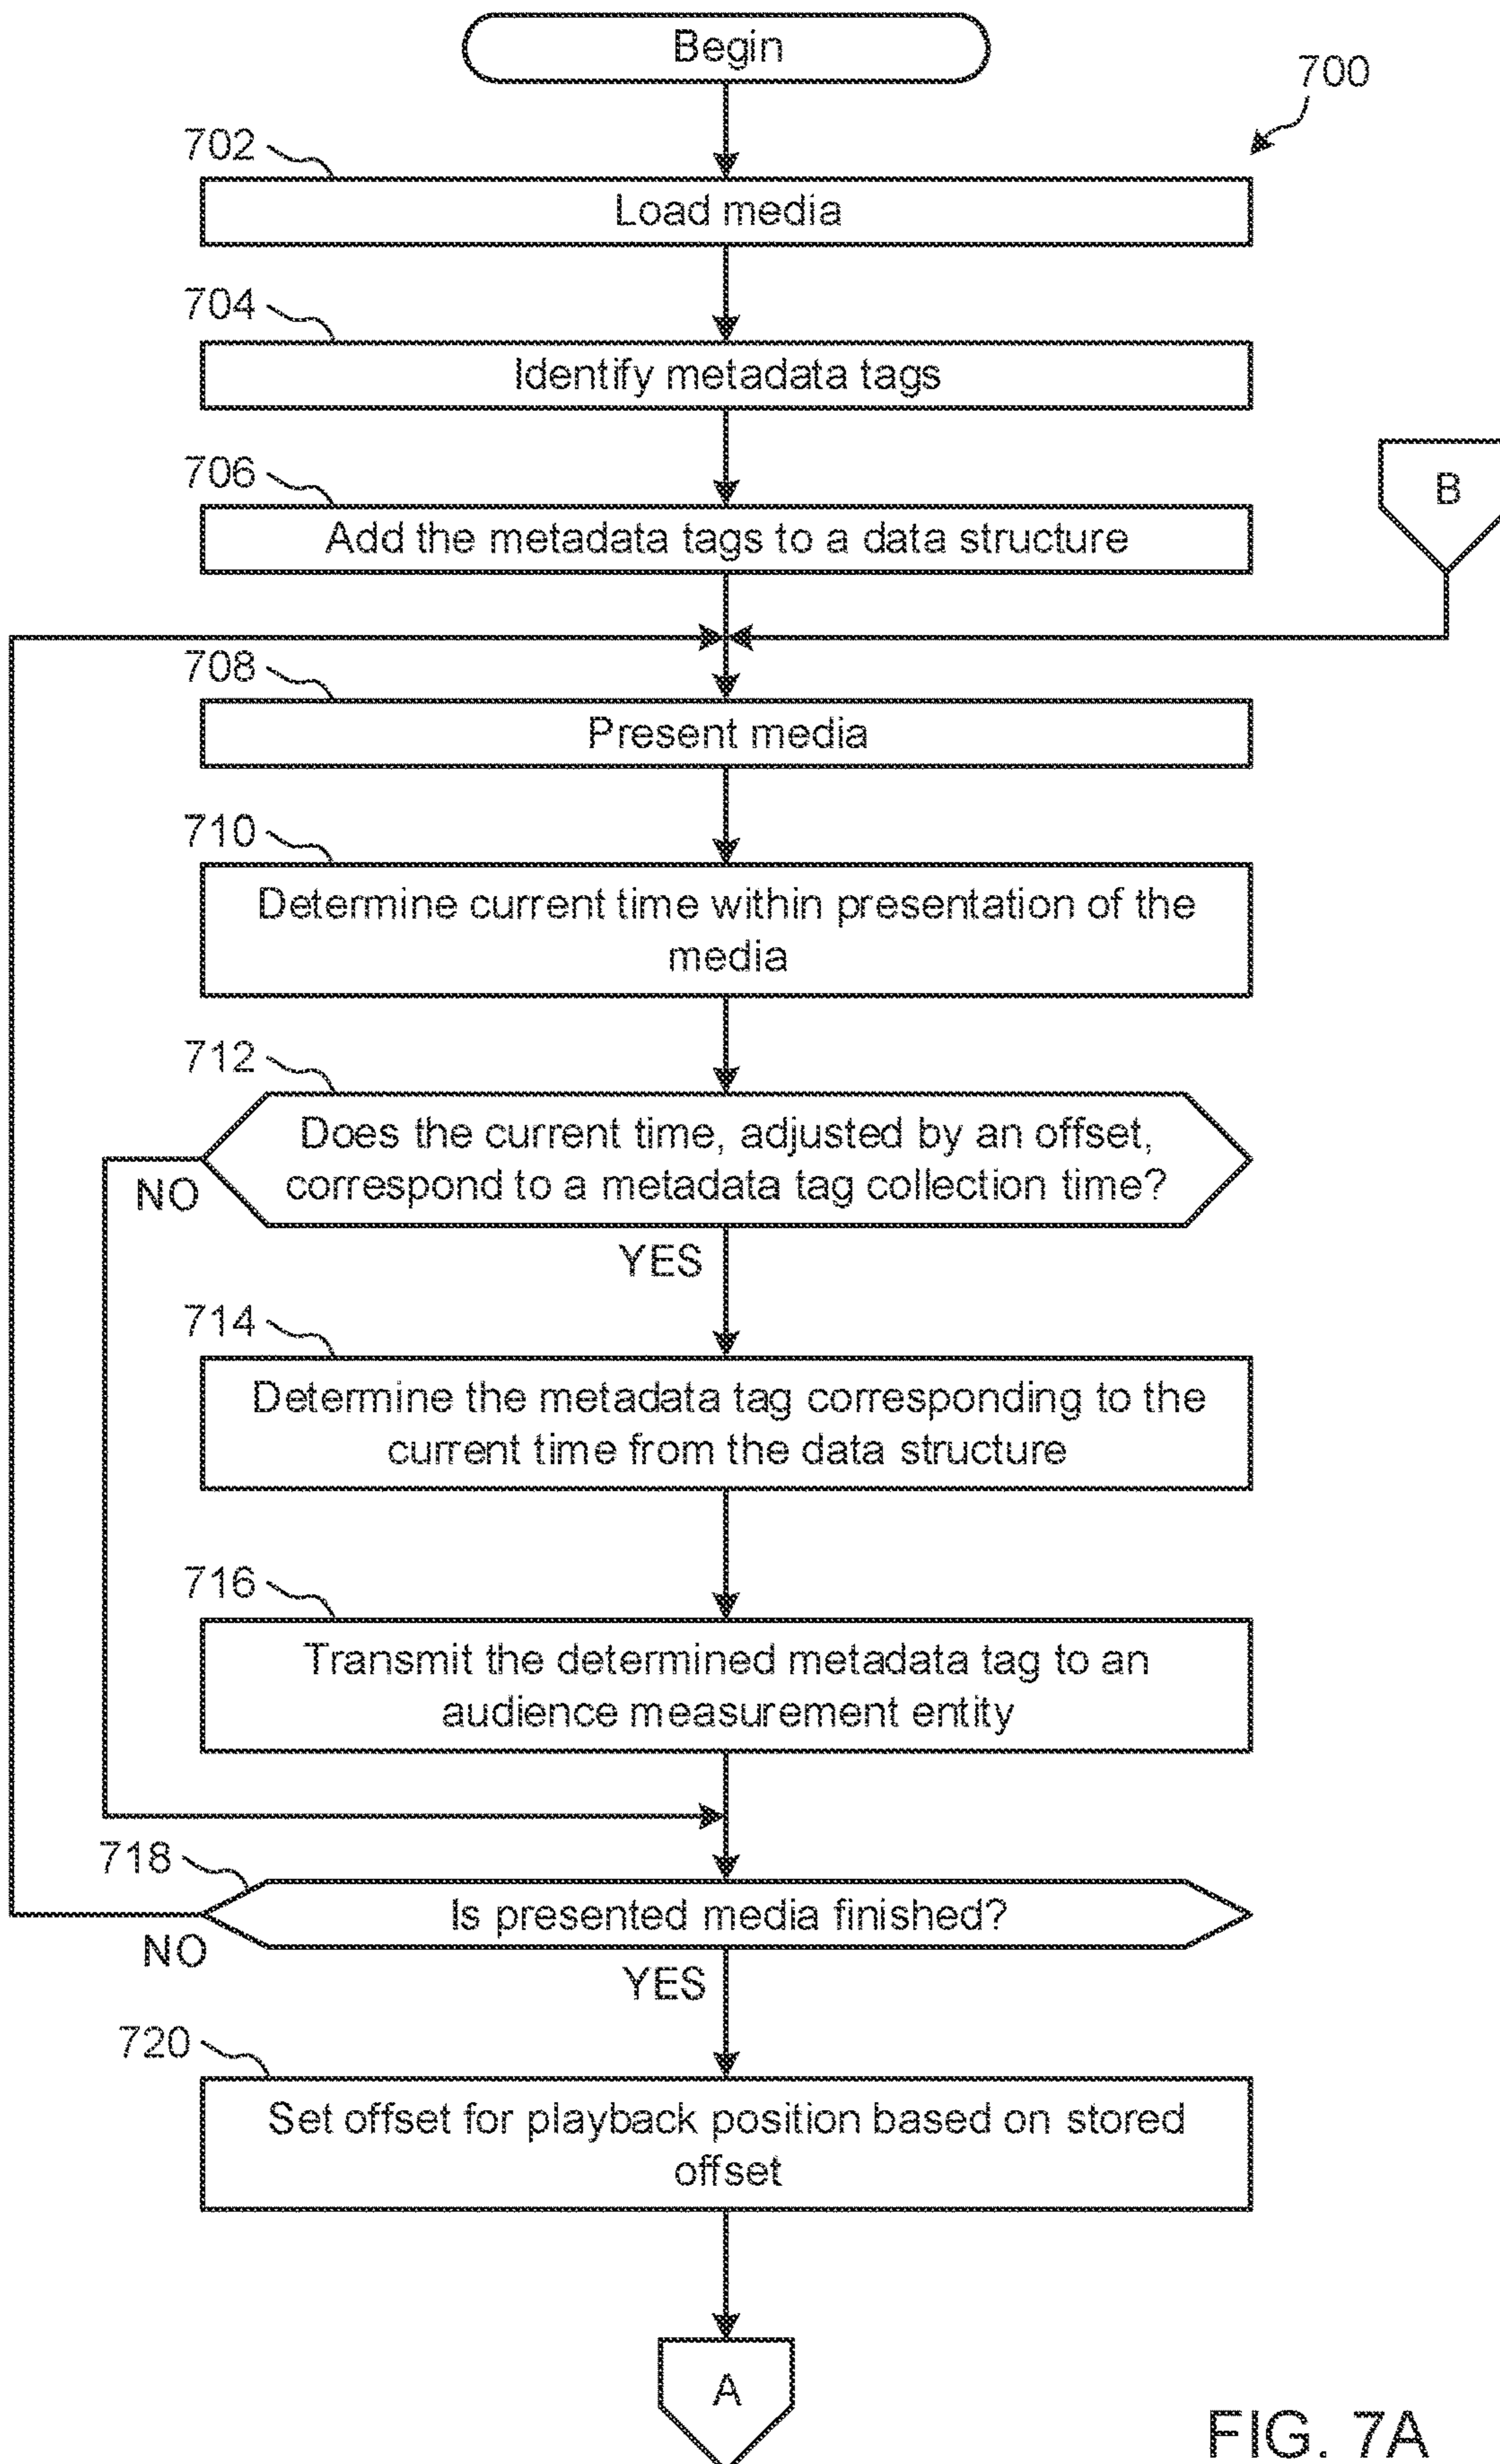 Begin
700
702
Load media
704
Identify metadata tags
706
Add the metadata tags to a data structure
B
708
Present media
710
Determine current time within presentation of the
media
712
Does the current time, adjusted by an offset,
correspond to a metadata tag collection time?
NO
YES
714
Determine the metadata tag corresponding to the
current time from the data structure
716
Transmit the determined metadata tag to an
audience measurement entity
718
Is presented media finished?
NO
YES
720
Set offset for playback position based on stored
offset
A
FIG. 7A